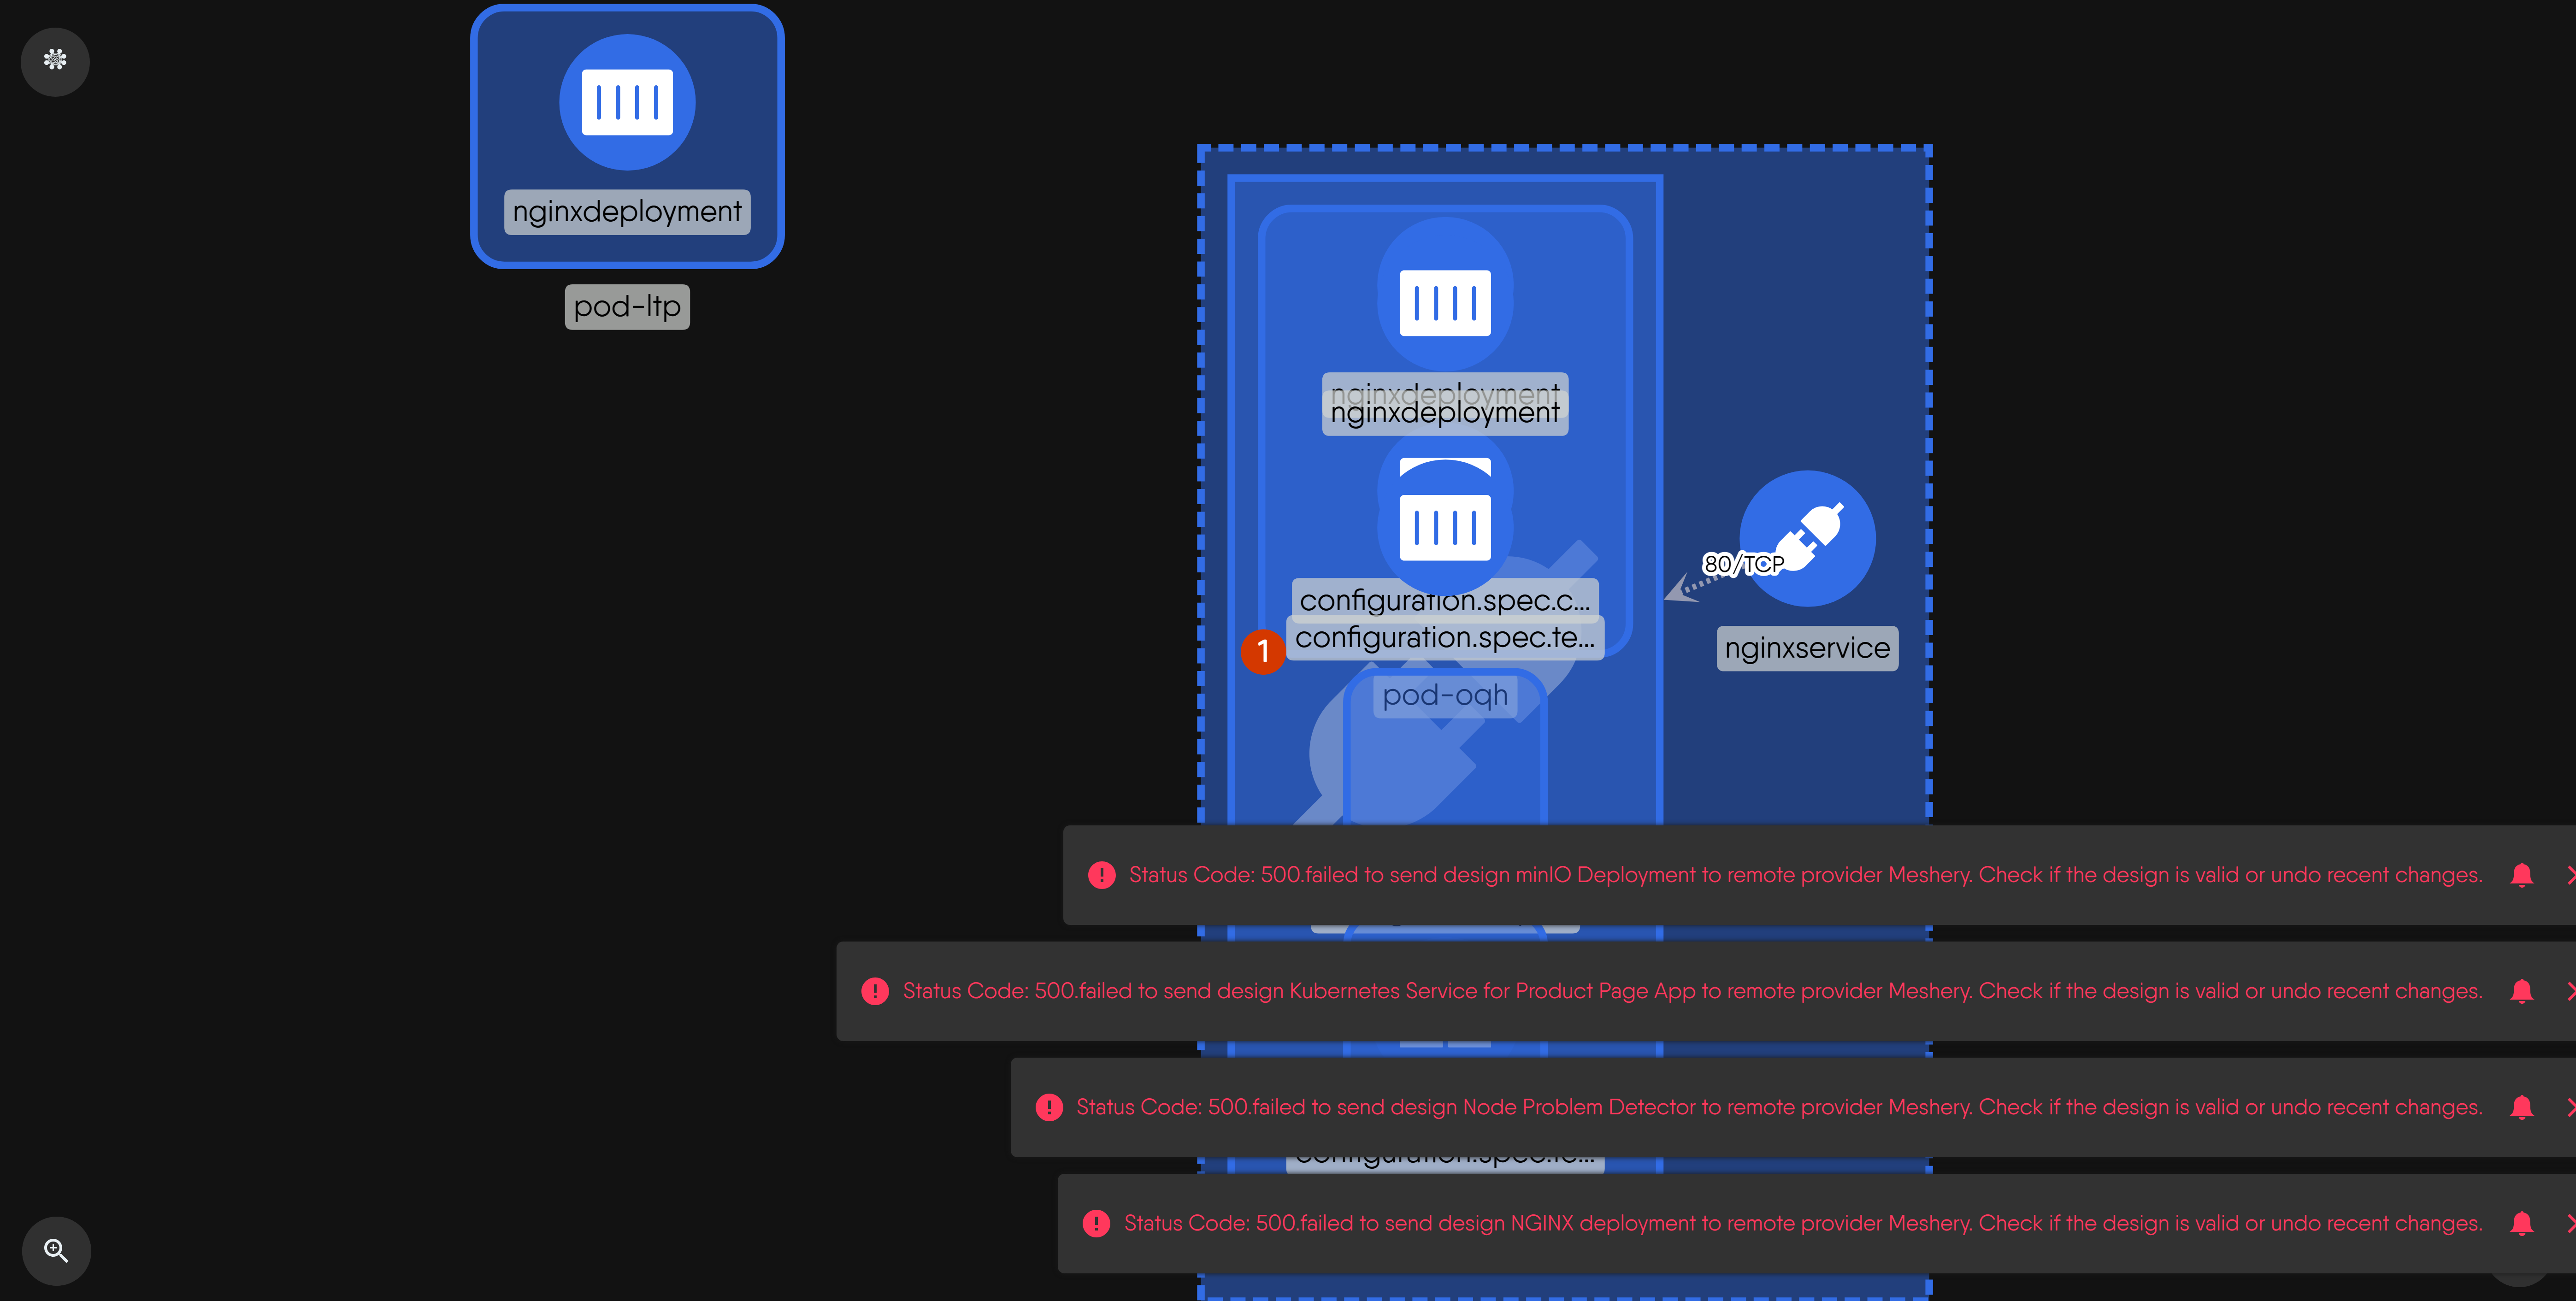 nginxdeployment
pod-ltp
nginxdeployment
nginxdeployment
configuration.spec.c...
configuration.spec.te...
1
pod-oqh
80/TCP
nginxservice
Status Code: 500.failed to send design minIO Deployment to remote provider Meshery. Check if the design is valid or undo recent changes.
Status Code: 500.failed to send design Kubernetes Service for Product Page App to remote provider Meshery. Check if the design is valid or undo recent changes.
Status Code: 500.failed to send design Node Problem Detector to remote provider Meshery. Check if the design is valid or undo recent changes.
configuration.spec.te...
Status Code: 500.failed to send design NGINX deployment to remote provider Meshery. Check if the design is valid or undo recent changes.